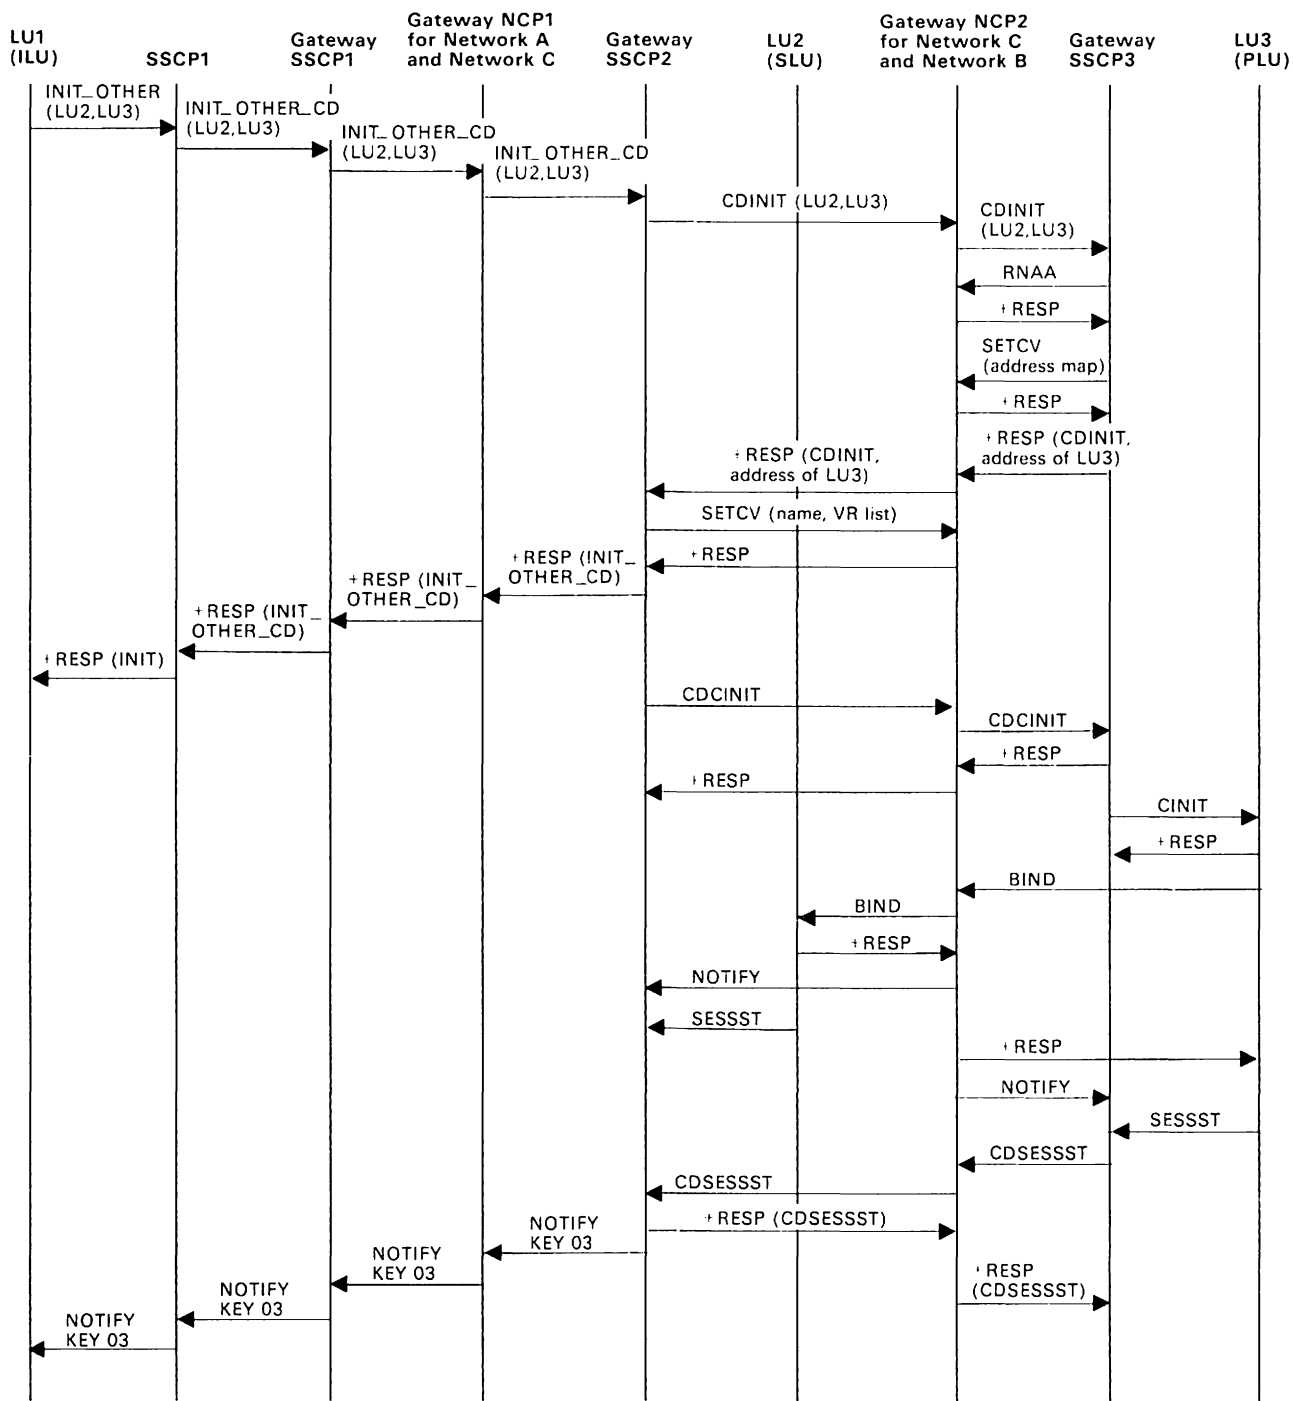 LU1
(ILU)
SSCP1
Gateway
SSCP1
Gateway NCP1
for Network A
and Network C
Gateway
SSCP2
LU2
(SLU)
Gateway NCP2
for Network C
and Network B
Gateway
SSCP3
LU3
(PLU)
INIT_OTHER
(LU2,LU3)
INIT_OTHER_CD
(LU2,LU3)
INIT_OTHER_CD
(LU2,LU3)
INIT_OTHER_CD
(LU2,LU3)
CDINIT (LU2,LU3)
CDINIT
(LU2,LU3)
RNAA
+RESP
SETCV
(address map)
+RESP
+RESP (CDINIT,
address of LU3)
+RESP (CDINIT,
address of LU3)
SETCV (name, VR list)
+RESP
+RESP (INIT_
OTHER_CD)
+RESP (INIT_
OTHER_CD)
+RESP (INIT_
OTHER_CD)
+RESP (INIT)
CDCINIT
CDCINIT
+RESP
+RESP
CINIT
+RESP
BIND
BIND
+RESP
NOTIFY
SESSST
+RESP
NOTIFY
SESSST
CDSESSST
CDSESSST
+RESP (CDSESSST)
NOTIFY
KEY 03
NOTIFY
KEY 03
+RESP
(CDSESSST)
NOTIFY
KEY 03
NOTIFY
KEY 03